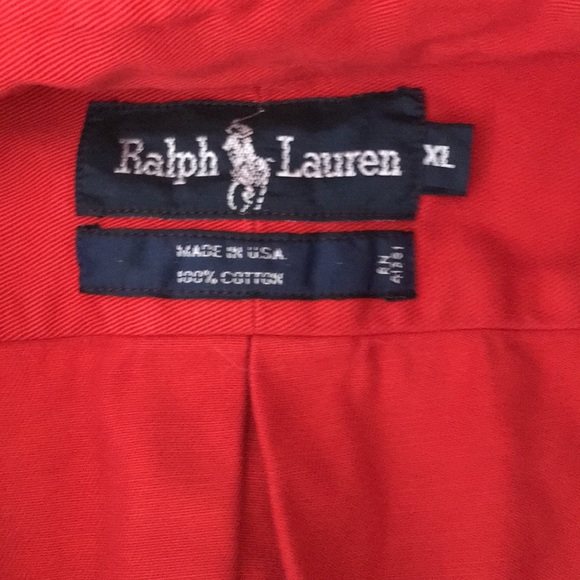 Ralph Lauren
XL
MADE IN U.S.A.
100% COTTON
RN
41381